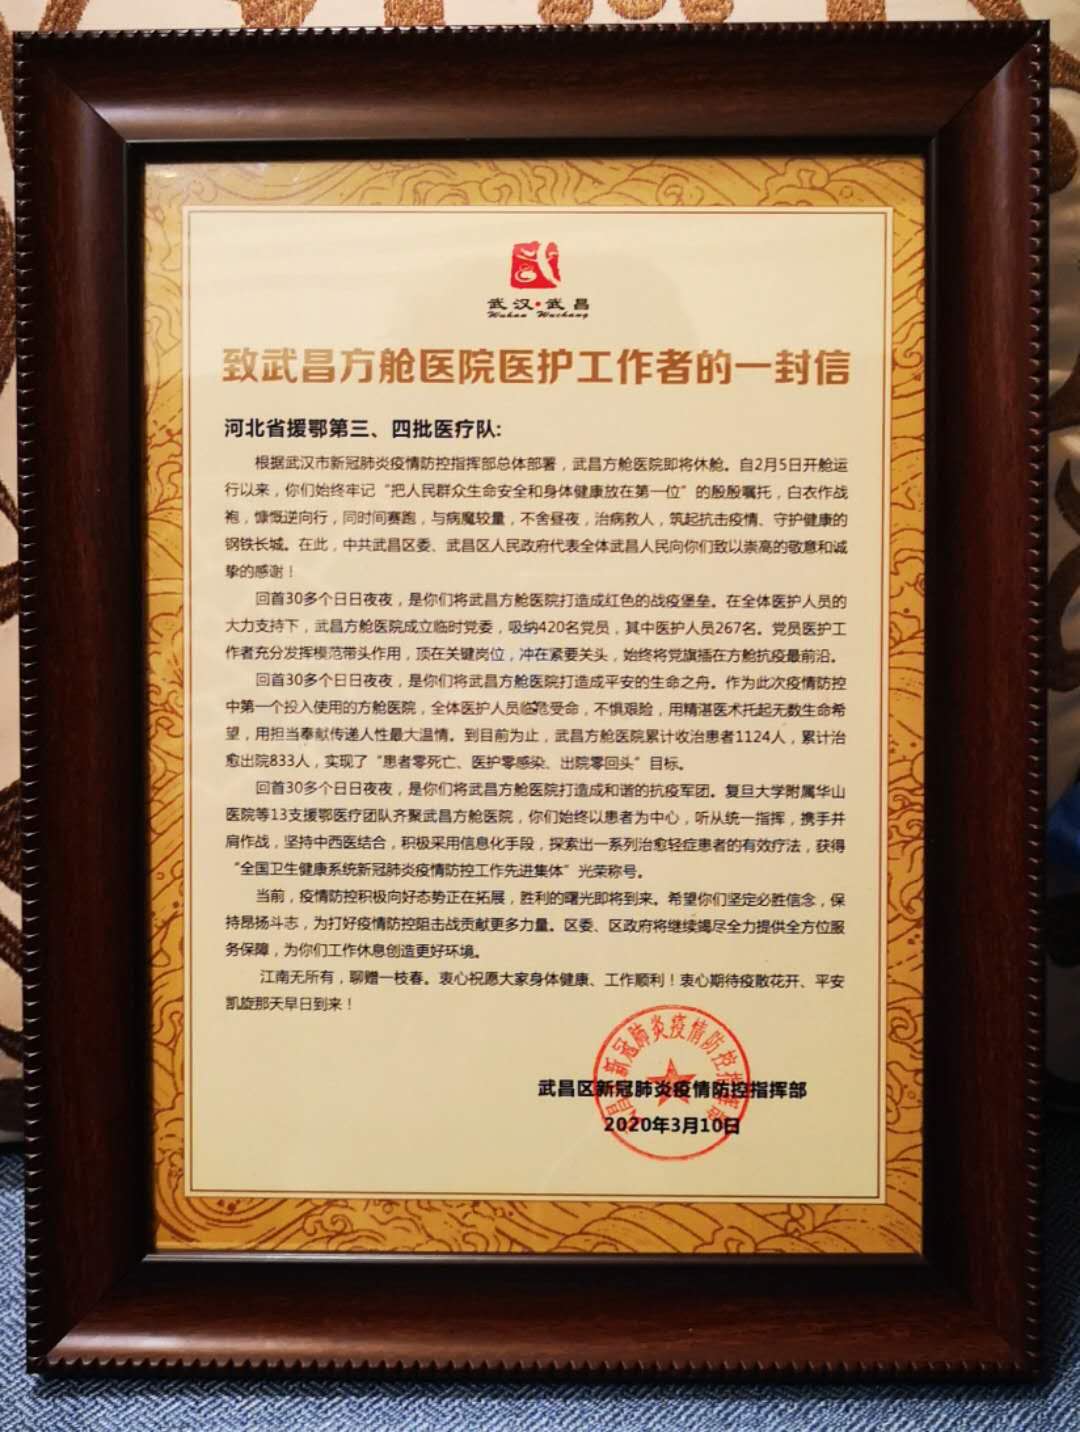 武汉·武昌
Wuhan Wuchang
致武昌方舱医院医护工作者的一封信
河北省援鄂第三、四批医疗队:
根据武汉市新冠肺炎疫情防控指挥部总体部署，武昌方舱医院即将休舱。自2月5日开舱运
行以来，你们始终牢记“把人民群众生命安全和身体健康放在第一位”的殷殷嘱托，白衣作战
袍，慷慨逆向行，同时间赛跑，与病魔较量，不舍昼夜，治病救人，筑起抗击疫情、守护健康的
钢铁长城。在此，中共武昌区委、武昌区人民政府代表全体武昌人民向你们致以崇高的敬意和诚
挚的感谢！
回首30多个日日夜夜，是你们将武昌方舱医院打造成红色的战疫堡垒。在全体医护人员的
大力支持下，武昌方舱医院成立临时党委，吸纳420名党员，其中医护人员267名。党员医护工
作者充分发挥模范带头作用，顶在关键岗位，冲在紧要关头，始终将党旗插在方舱抗疫最前沿。
回首30多个日日夜夜，是你们将武昌方舱医院打造成平安的生命之舟。作为此次疫情防控
中第一个投入使用的方舱医院，全体医护人员临危受命，不惧艰险，用精湛医术托起无数生命希
望，用担当奉献传递人性最大温情。到目前为止，武昌方舱医院累计收治患者1124人，累计治
愈出院833人，实现了“患者零死亡、医护零感染、出院零回头”目标。
回首30多个日日夜夜，是你们将武昌方舱医院打造成和谐的抗疫军团。复旦大学附属华山
医院等13支援鄂医疗团队齐聚武昌方舱医院，你们始终以患者为中心，听从统一指挥，携手并
肩作战，坚持中西医结合，积极采用信息化手段，探索出一系列治愈轻症患者的有效疗法，获得
“全国卫生健康系统新冠肺炎疫情防控工作先进集体”光荣称号。
当前，疫情防控积极向好态势正在拓展，胜利的曙光即将到来。希望你们坚定必胜信念，保
持昂扬斗志，为打好疫情防控阻击战贡献更多力量。区委、区政府将继续竭尽全力提供全方位服
务保障，为你们工作休息创造更好环境。
江南无所有，聊赠一枝春。衷心祝愿大家身体健康、工作顺利！衷心期待疫散花开、平安
凯旋那天早日到来！
武昌区新冠肺炎疫情防控指挥部
2020年3月10日